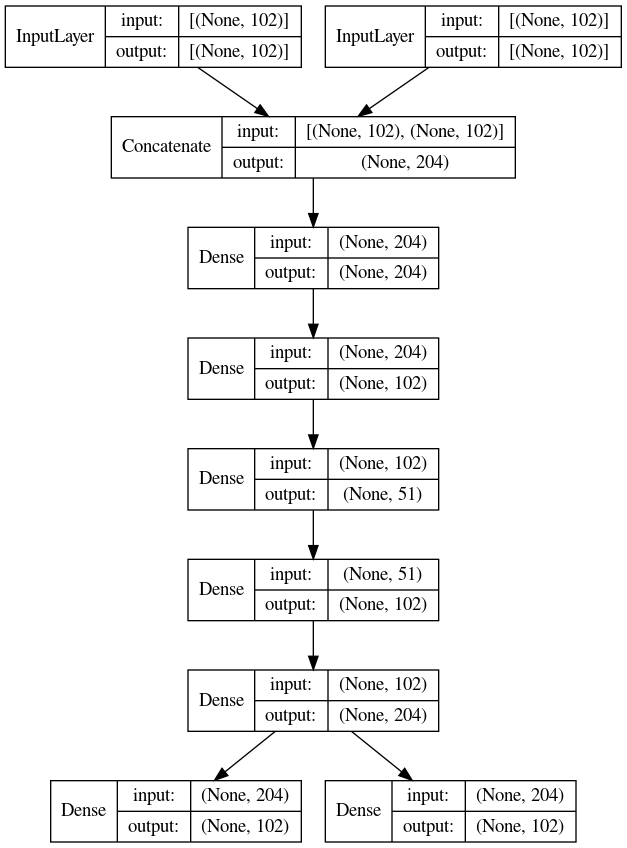 InputLayer input: [(None, 102)] output: [(None, 102)]
InputLayer input: [(None, 102)] output: [(None, 102)]
Concatenate input: [(None, 102), (None, 102)] output: (None, 204)
Dense input: (None, 204) output: (None, 204)
Dense input: (None, 204) output: (None, 102)
Dense input: (None, 102) output: (None, 51)
Dense input: (None, 51) output: (None, 102)
Dense input: (None, 102) output: (None, 204)
Dense input: (None, 204) output: (None, 102)
Dense input: (None, 204) output: (None, 102)